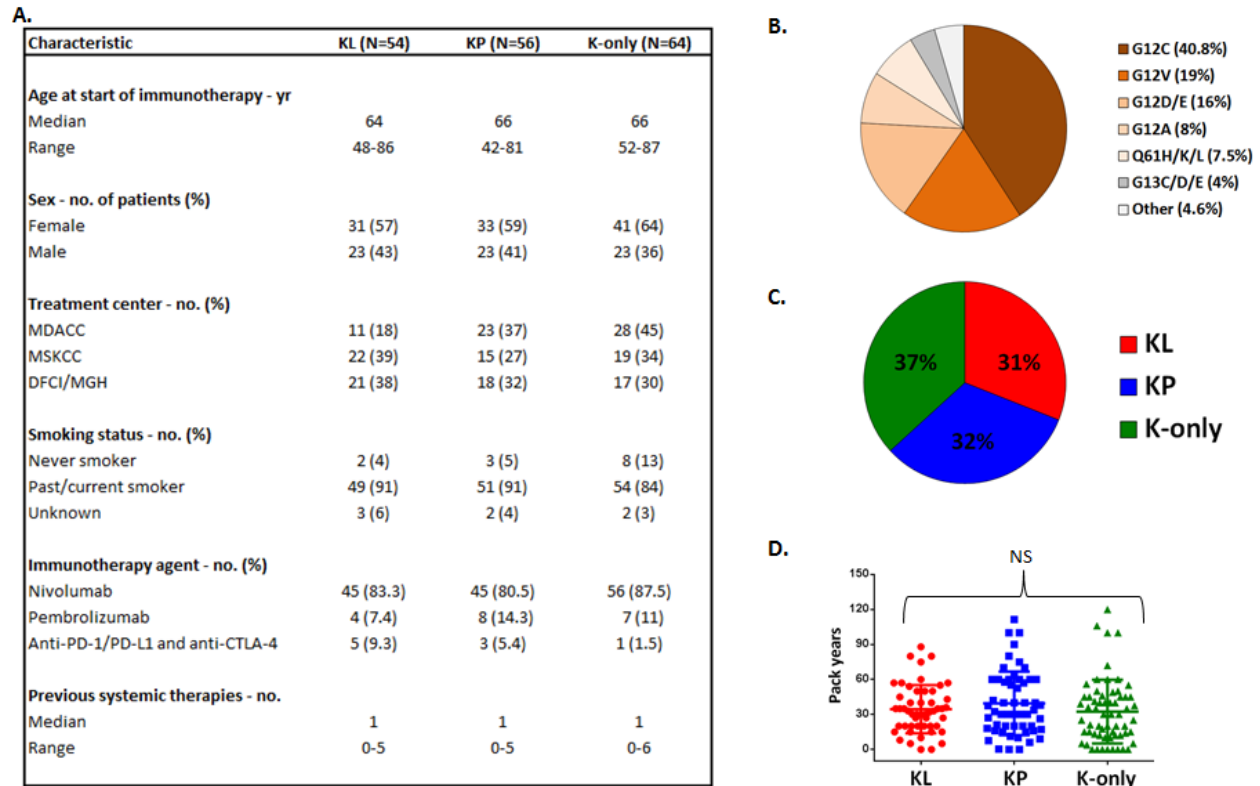 A.
Characteristic KL (N=54) KP (N=56) K-only (N=64)
Age at start of immunotherapy - yr
Median 64 66 66
Range 48-86 42-81 52-87
Sex - no. of patients (%)
Female 31 (57) 33 (59) 41 (64)
Male 23 (43) 23 (41) 23 (36)
Treatment center - no. (%)
MDACC 11 (18) 23 (37) 28 (45)
MSKCC 22 (39) 15 (27) 19 (34)
DFCI/MGH 21 (38) 18 (32) 17 (30)
Smoking status - no. (%)
Never smoker 2 (4) 3 (5) 8 (13)
Past/current smoker 49 (91) 51 (91) 54 (84)
Unknown 3 (6) 2 (4) 2 (3)
Immunotherapy agent - no. (%)
Nivolumab 45 (83.3) 45 (80.5) 56 (87.5)
Pembrolizumab 4 (7.4) 8 (14.3) 7 (11)
Anti-PD-1/PD-L1 and anti-CTLA-4 5 (9.3) 3 (5.4) 1 (1.5)
Previous systemic therapies - no.
Median 1 1 1
Range 0-5 0-5 0-6
B.
G12C (40.8%)
G12V (19%)
G12D/E (16%)
G12A (8%)
Q61H/K/L (7.5%)
G13C/D/E (4%)
Other (4.6%)
C.
37%
31%
32%
KL
KP
K-only
D.
NS
Pack years
150
120
90
60
30
0
KL KP K-only